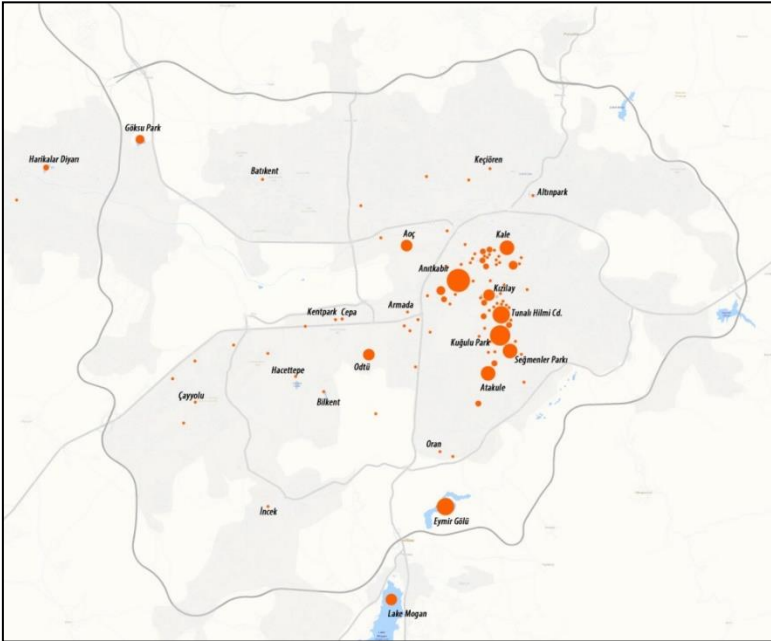 Göksu Park
Harikalar Diyarı
Batıkent
Keçiören
Altınpark
Aoç
Kale
Anıtkabir
Kızılay
Armada
Kentpark Cepa
Tunalı Hilmi Cd.
Kuğulu Park
Seğmenler Parkı
Odtü
Hacettepe
Atakule
Bilkent
Çayyolu
Oran
İncek
Eymir Gölü
Lake Mogan